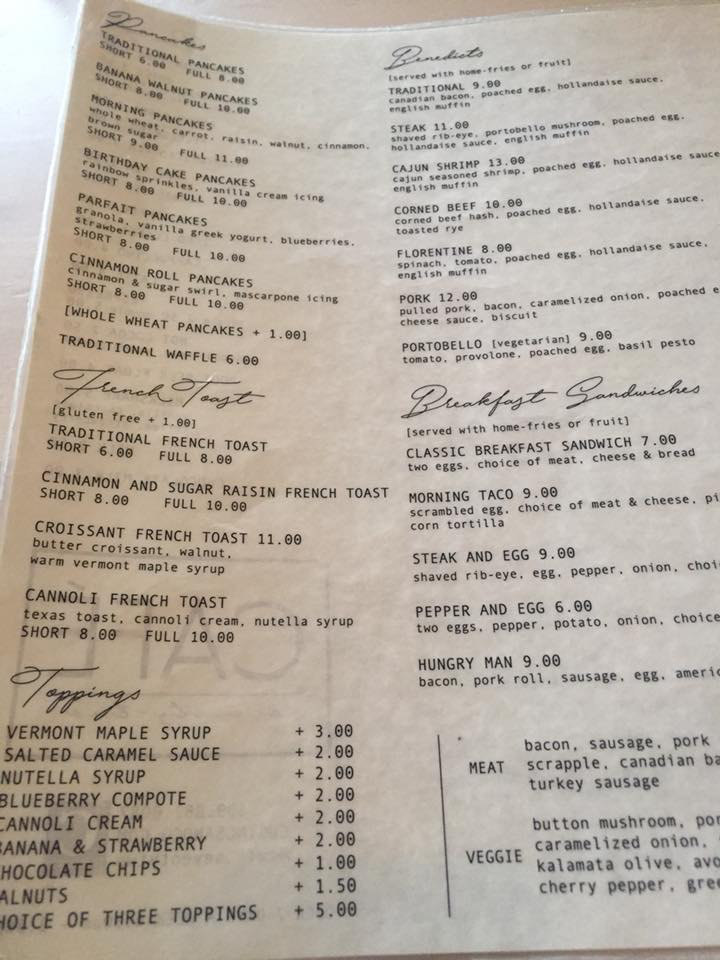 Pancakes
TRADITIONAL PANCAKES
SHORT 6.00 FULL 8.00
BANANA WALNUT PANCAKES
SHORT 8.00 FULL 10.00
MORNING PANCAKES
whole wheat, carrot, raisin, walnut, cinnamon,
brown sugar
SHORT 9.00 FULL 11.00
BIRTHDAY CAKE PANCAKES
rainbow sprinkles, vanilla cream icing
SHORT 8.00 FULL 10.00
PARFAIT PANCAKES
granola, vanilla greek yogurt, blueberries,
strawberries
SHORT 8.00 FULL 10.00
CINNAMON ROLL PANCAKES
cinnamon & sugar swirl, mascarpone icing
SHORT 8.00 FULL 10.00
[WHOLE WHEAT PANCAKES + 1.00]
TRADITIONAL WAFFLE 6.00
French Toast
[gluten free + 1.00]
TRADITIONAL FRENCH TOAST
SHORT 6.00 FULL 8.00
CINNAMON AND SUGAR RAISIN FRENCH TOAST
SHORT 8.00 FULL 10.00
CROISSANT FRENCH TOAST 11.00
butter croissant, walnut,
warm vermont maple syrup
CANNOLI FRENCH TOAST
texas toast, cannoli cream, nutella syrup
SHORT 8.00 FULL 10.00
Toppings
VERMONT MAPLE SYRUP + 3.00
SALTED CARAMEL SAUCE + 2.00
NUTELLA SYRUP + 2.00
BLUEBERRY COMPOTE + 2.00
CANNOLI CREAM + 2.00
BANANA & STRAWBERRY + 2.00
CHOCOLATE CHIPS + 1.00
ALNUTS + 1.50
HOICE OF THREE TOPPINGS + 5.00
Benedicts
[served with home-fries or fruit]
TRADITIONAL 9.00
canadian bacon, poached egg, hollandaise sauce,
english muffin
STEAK 11.00
shaved rib-eye, portobello mushroom, poached egg,
hollandaise sauce, english muffin
CAJUN SHRIMP 13.00
cajun seasoned shrimp, poached egg, hollandaise sauce
english muffin
CORNED BEEF 10.00
corned beef hash, poached egg, hollandaise sauce,
toasted rye
FLORENTINE 8.00
spinach, tomato, poached egg, hollandaise sauce,
english muffin
PORK 12.00
pulled pork, bacon, caramelized onion, poached e
cheese sauce, biscuit
PORTOBELLO [vegetarian] 9.00
tomato, provolone, poached egg, basil pesto
Breakfast Sandwiches
[served with home-fries or fruit]
CLASSIC BREAKFAST SANDWICH 7.00
two eggs, choice of meat, cheese & bread
MORNING TACO 9.00
scrambled egg, choice of meat & cheese, pi
corn tortilla
STEAK AND EGG 9.00
shaved rib-eye, egg, pepper, onion, choi
PEPPER AND EGG 6.00
two eggs, pepper, potato, onion, choice
HUNGRY MAN 9.00
bacon, pork roll, sausage, egg, americ
MEAT
bacon, sausage, pork
scrapple, canadian ba
turkey sausage
VEGGIE
button mushroom, por
caramelized onion,
kalamata olive, avo
cherry pepper, gree